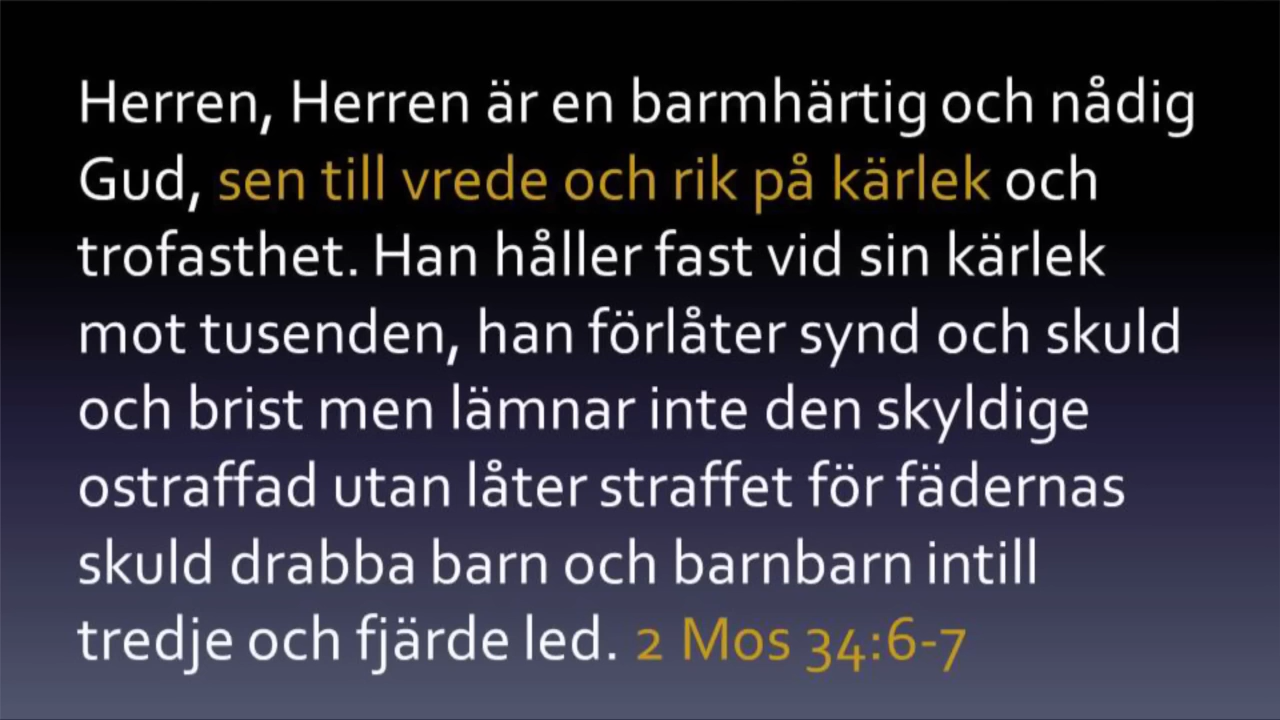 Herren, Herren är en barmhärtig och nådig
Gud, sen till vrede och rik på kärlek och
trofasthet. Han håller fast vid sin kärlek
mot tusenden, han förlåter synd och skuld
och brist men lämnar inte den skyldige
ostraffad utan låter straffet för fädernas
skuld drabba barn och barnbarn intill
tredje och fjärde led. 2 Mos 34:6-7